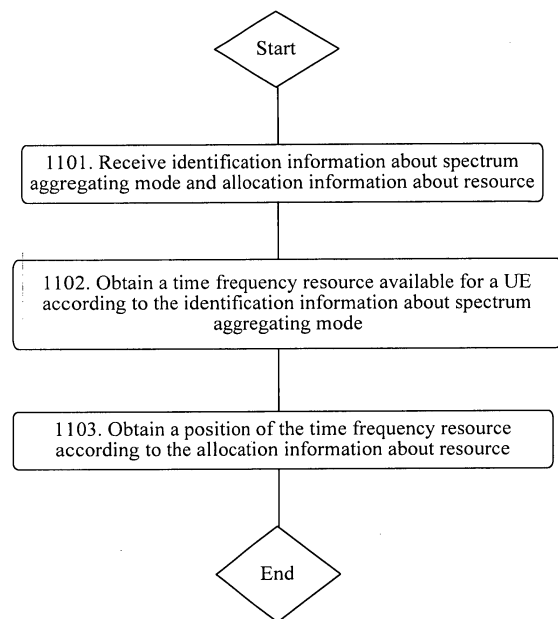 Start
1101. Receive identification information about spectrum
aggregating mode and allocation information about resource
1102. Obtain a time frequency resource available for a UE
according to the identification information about spectrum
aggregating mode
1103. Obtain a position of the time frequency resource
according to the allocation information about resource
End